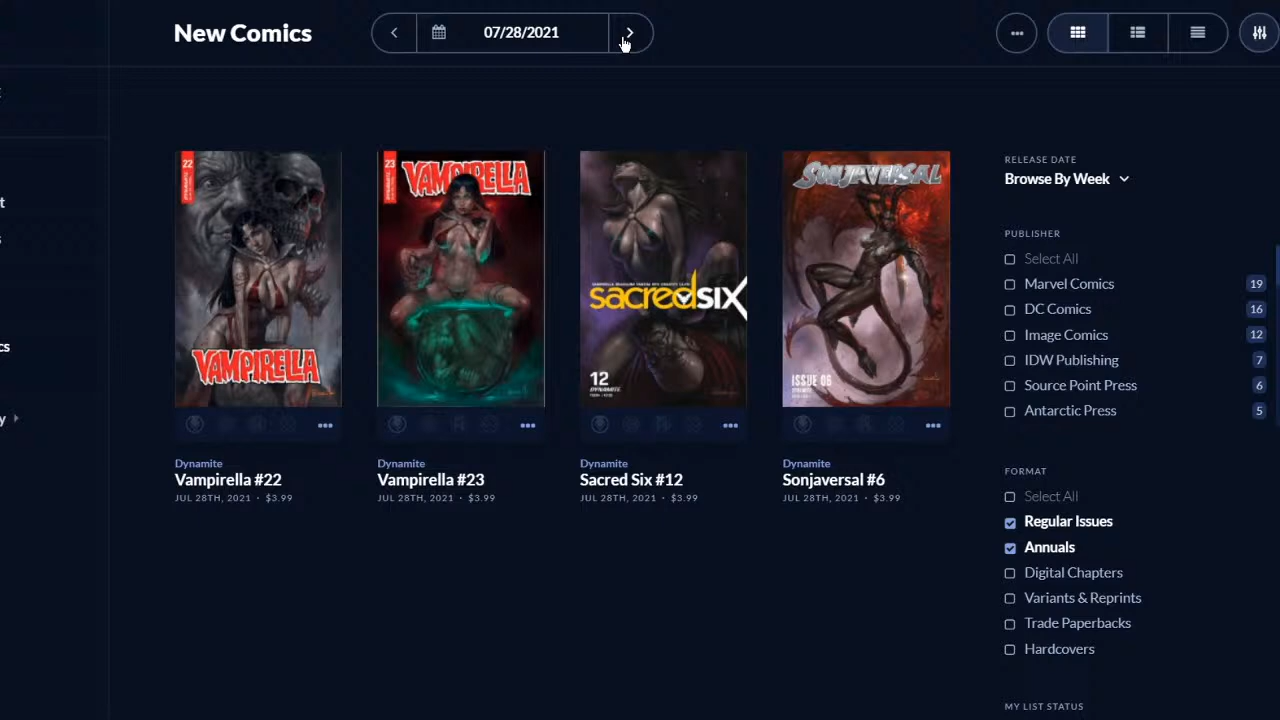 New Comics
07/28/2021
22
VAMPIRELLA
23
VAMPIRELLA
sacredsix
12
DYNAMITE
SONJAVERSAL
ISSUE 06
Dynamite
Vampirella #22
JUL 28TH, 2021 · $3.99
Dynamite
Vampirella #23
JUL 28TH, 2021 · $3.99
Dynamite
Sacred Six #12
JUL 28TH, 2021 · $3.99
Dynamite
Sonjaversal #6
JUL 28TH, 2021 · $3.99
RELEASE DATE
Browse By Week
PUBLISHER
Select All
Marvel Comics 19
DC Comics 16
Image Comics 12
IDW Publishing 7
Source Point Press 6
Antarctic Press 5
FORMAT
Select All
Regular Issues
Annuals
Digital Chapters
Variants & Reprints
Trade Paperbacks
Hardcovers
MY LIST STATUS